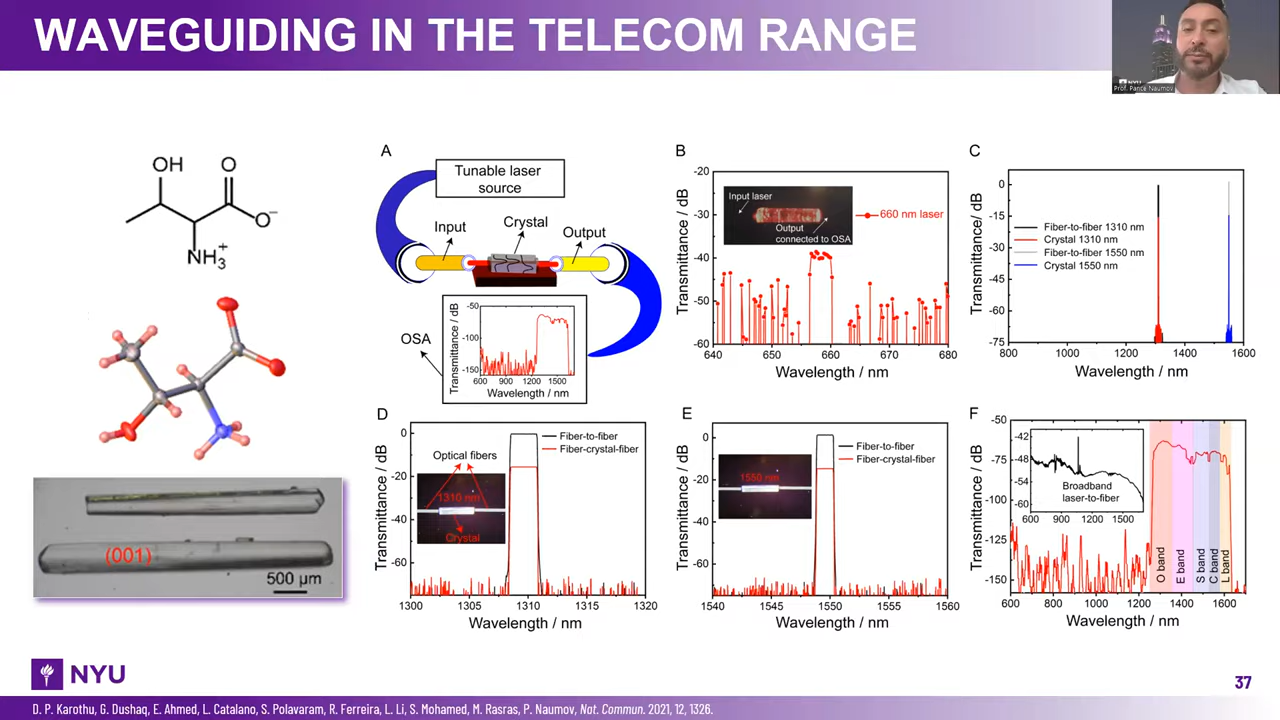 WAVEGUIDING IN THE TELECOM RANGE
NYU
Prof. Pance Naumov
OH
O
O−
NH3+
(001)
500 µm
A
Tunable laser
source
Input
Crystal
Output
OSA
Transmittance / dB
-50
-100
-150
600 900 1200 1500
Wavelength / nm
B
Transmittance / dB
-20
-30
-40
-50
-60
Input laser
Output
connected to OSA
660 nm laser
640 650 660 670 680
Wavelength / nm
C
Transmittance/ dB
0
-15
-30
-45
-60
-75
Fiber-to-fiber 1310 nm
Crystal 1310 nm
Fiber-to-fiber 1550 nm
Crystal 1550 nm
800 1000 1200 1400 1600
Wavelength / nm
D
Transmittance / dB
0
-20
-40
-60
Fiber-to-fiber
Fiber-crystal-fiber
Optical fibers
1310 nm
Crystal
1300 1305 1310 1315 1320
Wavelength / nm
E
Transmittance / dB
0
-20
-40
-60
Fiber-to-fiber
Fiber-crystal-fiber
1550 nm
1540 1545 1550 1555 1560
Wavelength / nm
F
Transmittance / dB
-50
-75
-100
-125
-150
-42
-48
-54
-60
Broadband
laser-to-fiber
600 900 1200 1500
O band
E band
S band
C band
L band
600 800 1000 1200 1400 1600
Wavelength / nm
NYU
37
D. P. Karothu, G. Dushaq, E. Ahmed, L. Catalano, S. Polavaram, R. Ferreira, L. Li, S. Mohamed, M. Rasras, P. Naumov, Nat. Commun. 2021, 12, 1326.